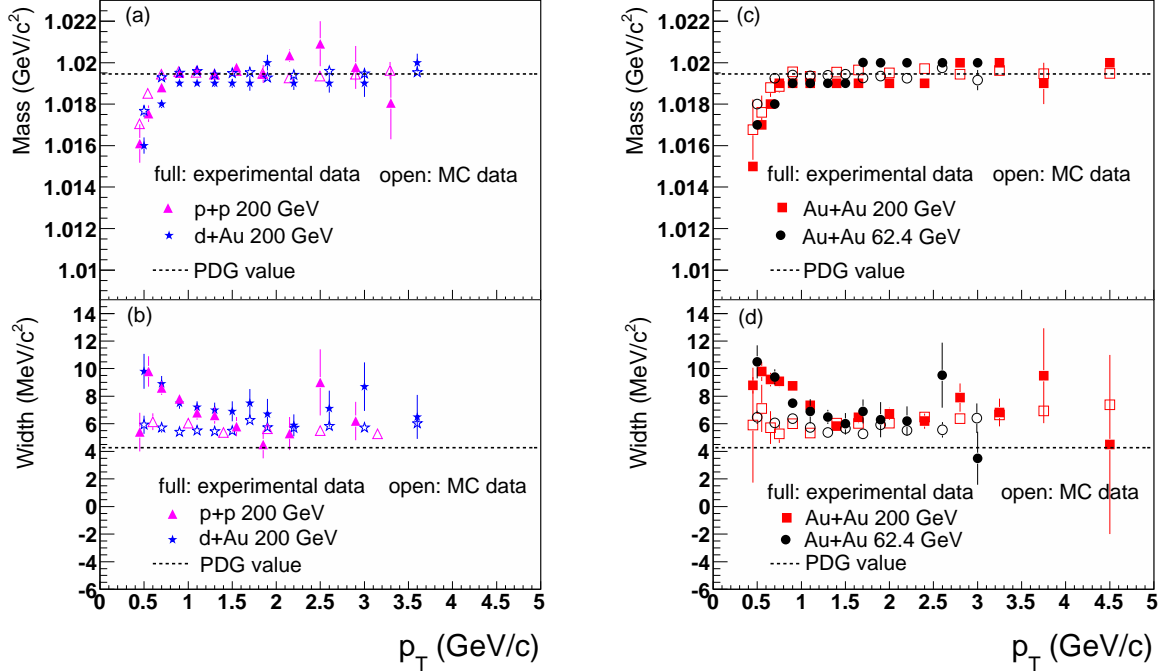 (a)
Mass (GeV/c²)
1.022
1.02
1.018
1.016
1.014
1.012
1.01
full: experimental data open: MC data
p+p 200 GeV
d+Au 200 GeV
PDG value
(b)
Width (MeV/c²)
14
12
10
8
6
4
2
0
-2
-4
-6
full: experimental data open: MC data
p+p 200 GeV
d+Au 200 GeV
PDG value
0 0.5 1 1.5 2 2.5 3 3.5 4 4.5 5
p_T (GeV/c)
(c)
Mass (GeV/c²)
1.022
1.02
1.018
1.016
1.014
1.012
1.01
full: experimental data open: MC data
Au+Au 200 GeV
Au+Au 62.4 GeV
PDG value
(d)
Width (MeV/c²)
14
12
10
8
6
4
2
0
-2
-4
-6
full: experimental data open: MC data
Au+Au 200 GeV
Au+Au 62.4 GeV
PDG value
0 0.5 1 1.5 2 2.5 3 3.5 4 4.5 5
p_T (GeV/c)